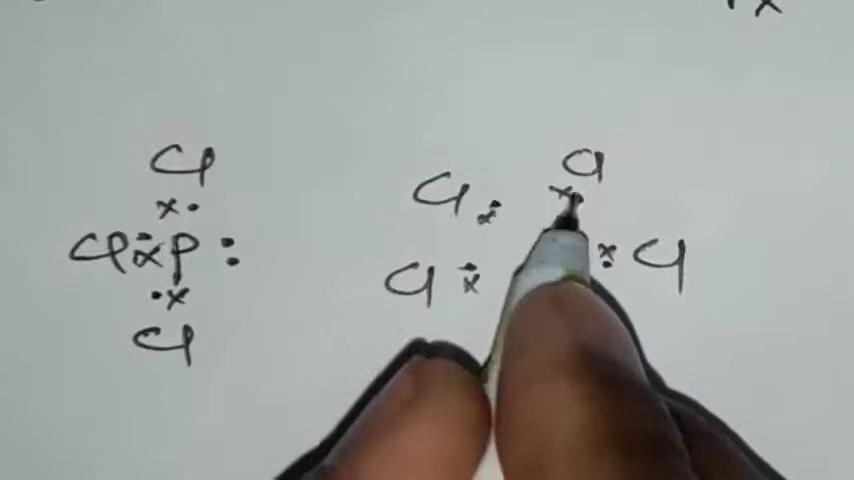 Cl Cl
x• Cl •x x•
Cl •x P : Cl •x x• Cl
•x
Cl